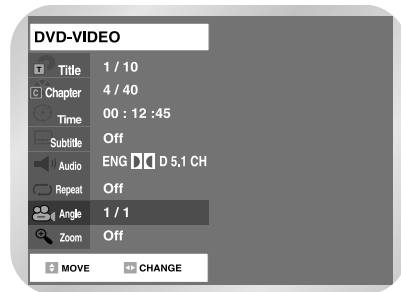 DVD-VIDEO
T Title 1 / 10
C Chapter 4 / 40
Time 00 : 12 :45
Subtitle Off
Audio ENG D 5.1 CH
Repeat Off
Angle 1 / 1
Zoom Off
MOVE CHANGE